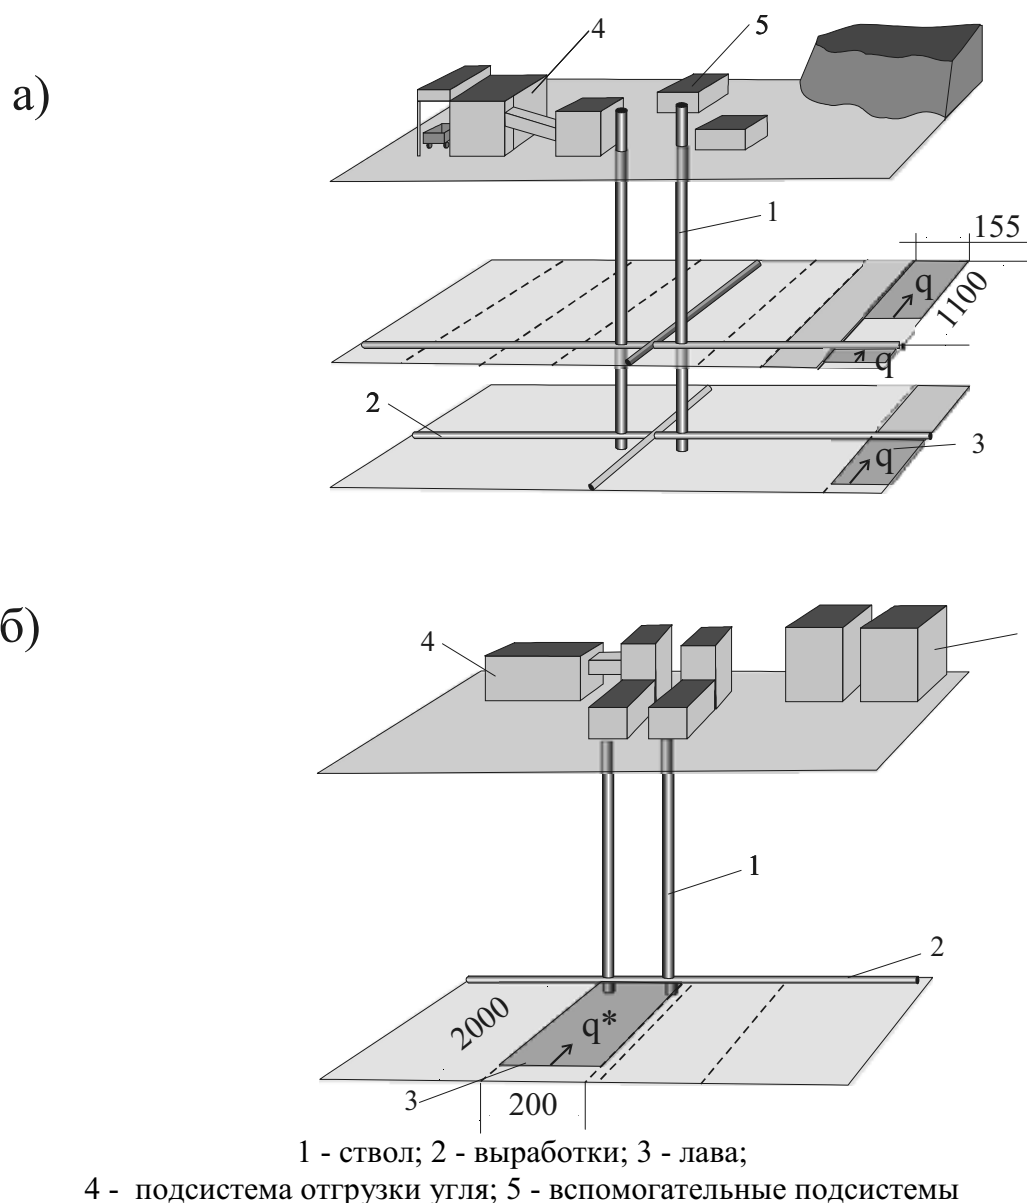 а)
4
5
1
155
q
1100
q
2
q
3
б)
4
1
2
2000
q*
3
200
1 - ствол; 2 - выработки; 3 - лава;
4 - подсистема отгрузки угля; 5 - вспомогательные подсистемы